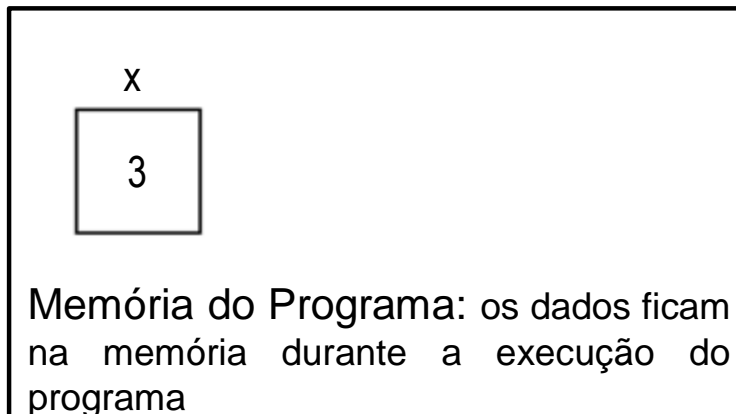 x
3
Memória do Programa: os dados ficam
na memória durante a execução do
programa